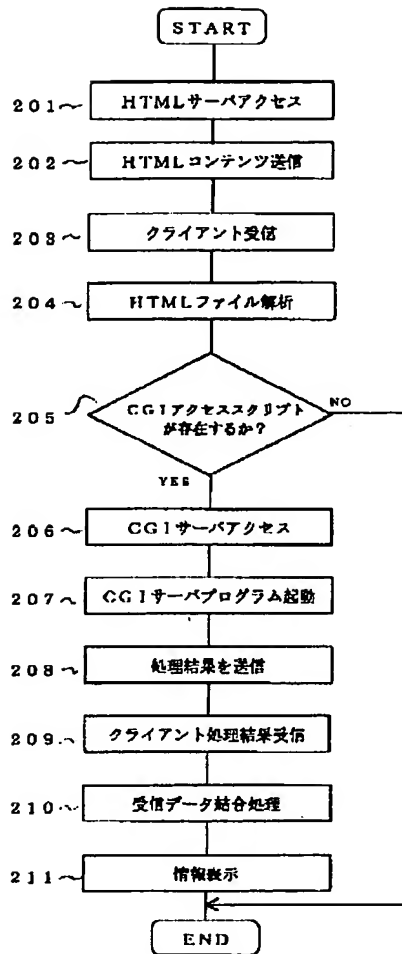 START
201 HTMLサーバアクセス
202 HTMLコンテンツ送信
203 クライアント受信
204 HTMLファイル解析
205 CGIアクセススクリプト
が存在するか?
NO
YES
206 CGIサーバアクセス
207 CGIサーバプログラム起動
208 処理結果を送信
209 クライアント処理結果受信
210 受信データ結合処理
211 情報表示
END